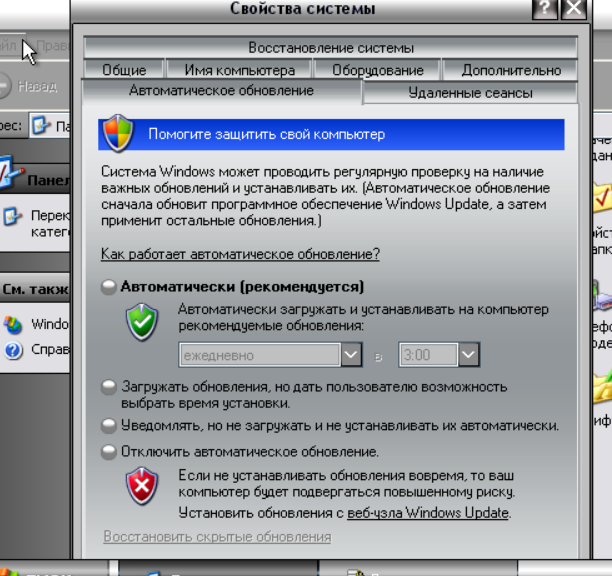 Свойства системы
Восстановление системы
Общие Имя компьютера Оборудование Дополнительно
Автоматическое обновление Удаленные сеансы
Назад
Помогите защитить свой компьютер
Система Windows может проводить регулярную проверку на наличие
важных обновлений и устанавливать их. (Автоматическое обновление
сначала обновит программное обеспечение Windows Update, а затем
применит остальные обновления.)
Как работает автоматическое обновление?
Автоматически (рекомендуется)
Автоматически загружать и устанавливать на компьютер
рекомендуемые обновления:
ежедневно в 3:00
Загружать обновления, но дать пользователю возможность
выбрать время установки.
Уведомлять, но не загружать и не устанавливать их автоматически.
Отключить автоматическое обновление.
Если не устанавливать обновления вовремя, то ваш
компьютер будет подвергаться повышенному риску.
Установить обновления с веб-узла Windows Update.
Восстановить скрытые обновления
рес: Па
Панел
Перек
катего
См. такж
Windo
Справ